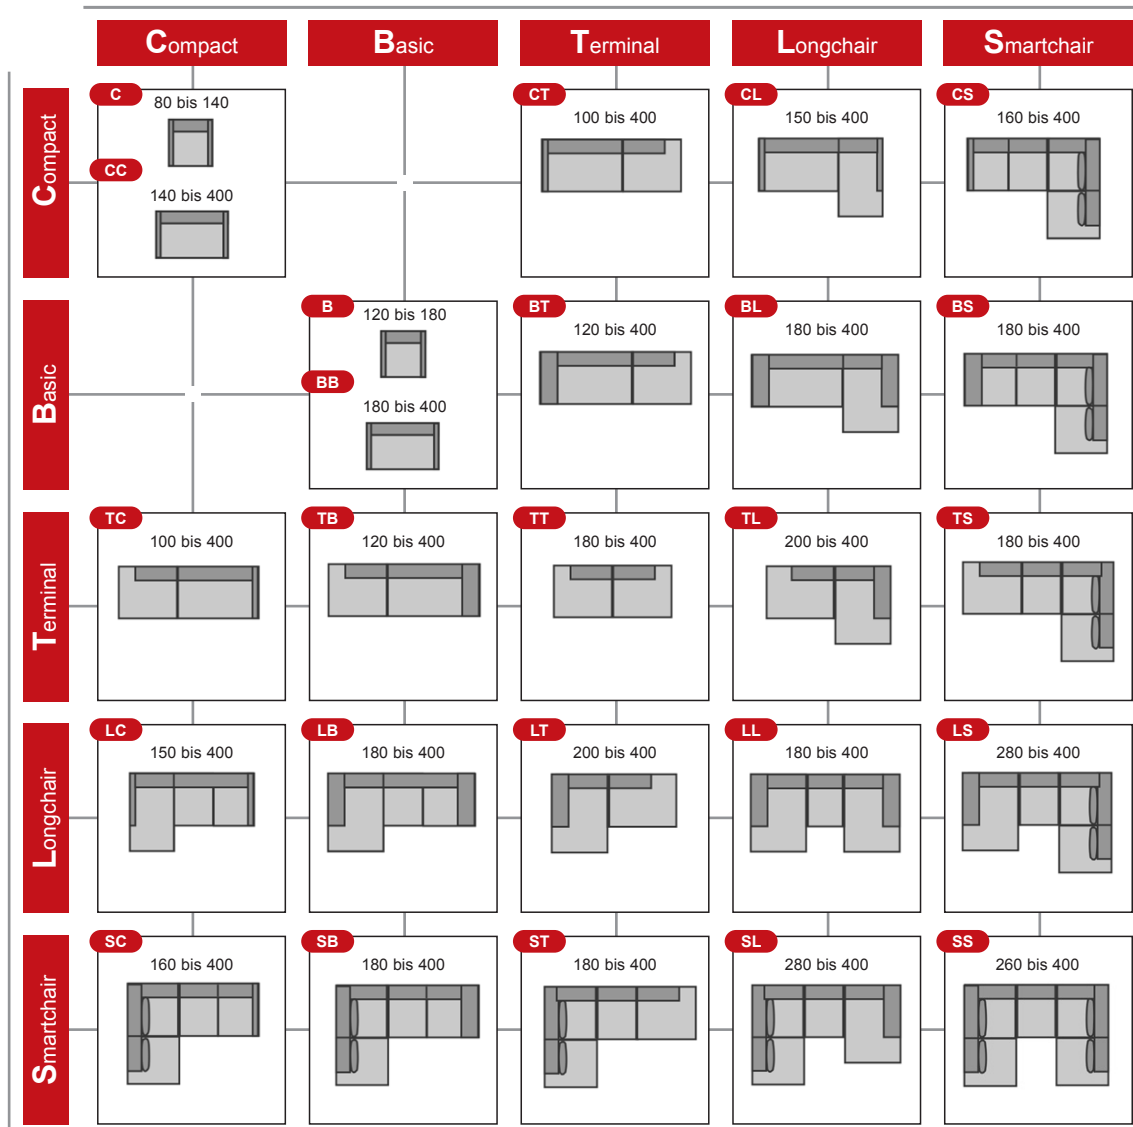 Compact
Basic
Terminal
Longchair
Smartchair
Compact
C
80 bis 140
CC
140 bis 400
CT
100 bis 400
CL
150 bis 400
CS
160 bis 400
Basic
B
120 bis 180
BB
180 bis 400
BT
120 bis 400
BL
180 bis 400
BS
180 bis 400
Terminal
TC
100 bis 400
TB
120 bis 400
TT
180 bis 400
TL
200 bis 400
TS
180 bis 400
Longchair
LC
150 bis 400
LB
180 bis 400
LT
200 bis 400
LL
180 bis 400
LS
280 bis 400
Smartchair
SC
160 bis 400
SB
180 bis 400
ST
180 bis 400
SL
280 bis 400
SS
260 bis 400